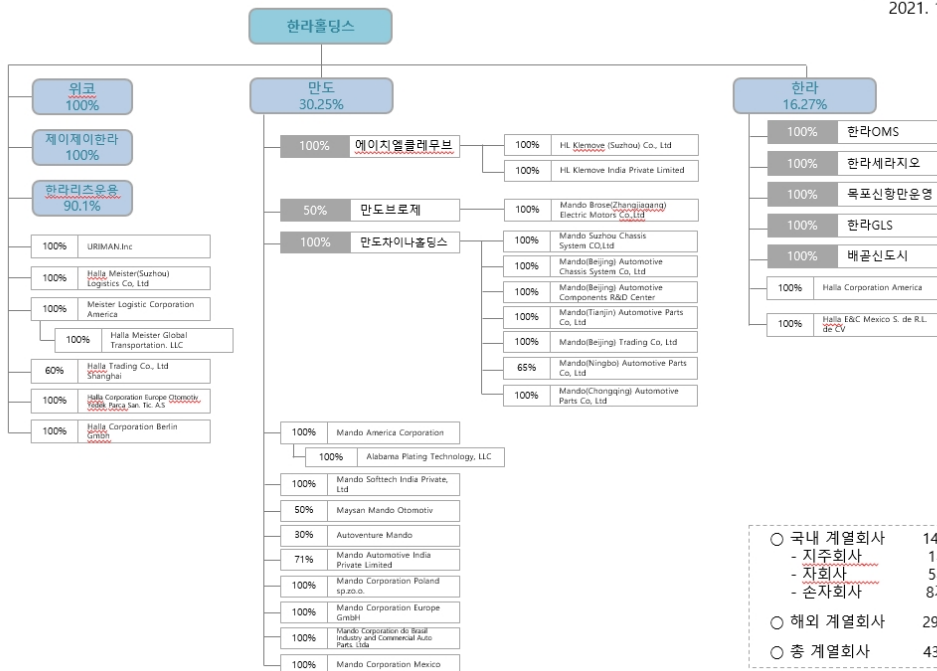 2021. 1
한라홀딩스
위코
100%
제이제이한라
100%
한라리츠운용
90.1%
100% URIMAN.Inc
100% Halla Meister(Suzhou)
Logistics Co, Ltd
100% Meister Logistic Corporation
America
100% Halla Meister Global
Transportation. LLC
60% Halla Trading Co., Ltd
Shanghai
100% Halla Corporation Europe Otomotiv
Yedek Parca San. Tic. A.S
100% Halla Corporation Berlin
Gmbh
만도
30.25%
100% 에이치엘클레무브
100% HL Klemove (Suzhou) Co., Ltd
100% HL Klemove India Private Limited
50% 만도브로제
100% Mando Brose(Zhangjiagang)
Electric Motors Co,Ltd
100% 만도차이나홀딩스
100% Mando Suzhou Chassis
System CO,Ltd
100% Mando(Beijing) Automotive
Chassis System Co, Ltd
100% Mando(Beijing) Automotive
Components R&D Center
100% Mando(Tianjin) Automotive Parts
Co, Ltd
100% Mando(Beijing) Trading Co, Ltd
65% Mando(Ningbo) Automotive Parts
Co, Ltd
100% Mando(Chongqing) Automotive
Parts Co, Ltd
100% Mando America Corporation
100% Alabama Plating Technology, LLC
100% Mando Softtech India Private,
Ltd
50% Maysan Mando Otomotiv
30% Autoventure Mando
71% Mando Automotive India
Private Limited
100% Mando Corporation Poland
sp.zo.o.
100% Mando Corporation Europe
GmbH
100% Mando Corporation do Brasil
Industry and Commercial Auto
Parts. Ltda
100% Mando Corporation Mexico
한라
16.27%
100% 한라OMS
100% 한라세라지오
100% 목포신항만운영
100% 한라GLS
100% 배곧신도시
100% Halla Corporation America
100% Halla E&C Mexico S. de R.L.
de CV
○ 국내 계열회사 14
- 지주회사 1
- 자회사 5
- 손자회사 8
○ 해외 계열회사 29
○ 총 계열회사 43